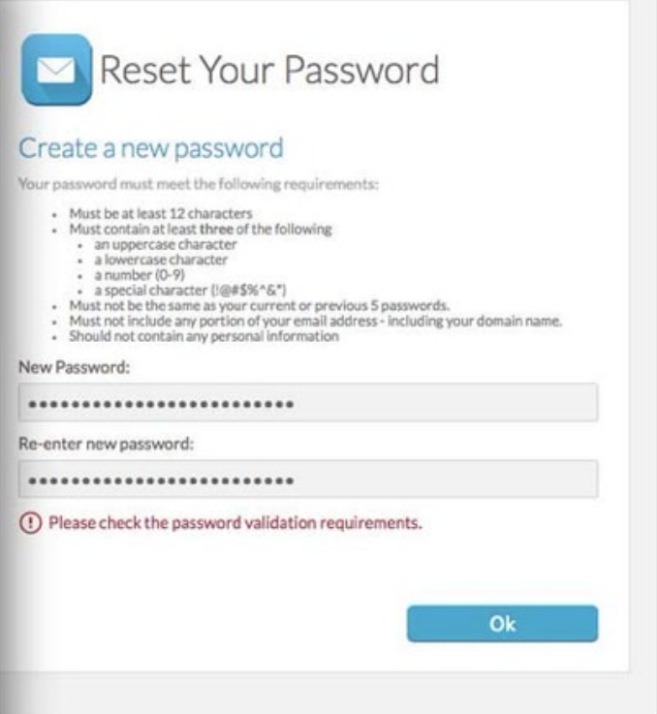 Reset Your Password
Create a new password
Your password must meet the following requirements:
• Must be at least 12 characters
• Must contain at least three of the following
• an uppercase character
• a lowercase character
• a number (0-9)
• a special character (!@#$%^&*)
• Must not be the same as your current or previous 5 passwords.
• Must not include any portion of your email address - including your domain name.
• Should not contain any personal information
New Password:
•••••••••••••••••••••••••
Re-enter new password:
•••••••••••••••••••••••••
Please check the password validation requirements.
Ok